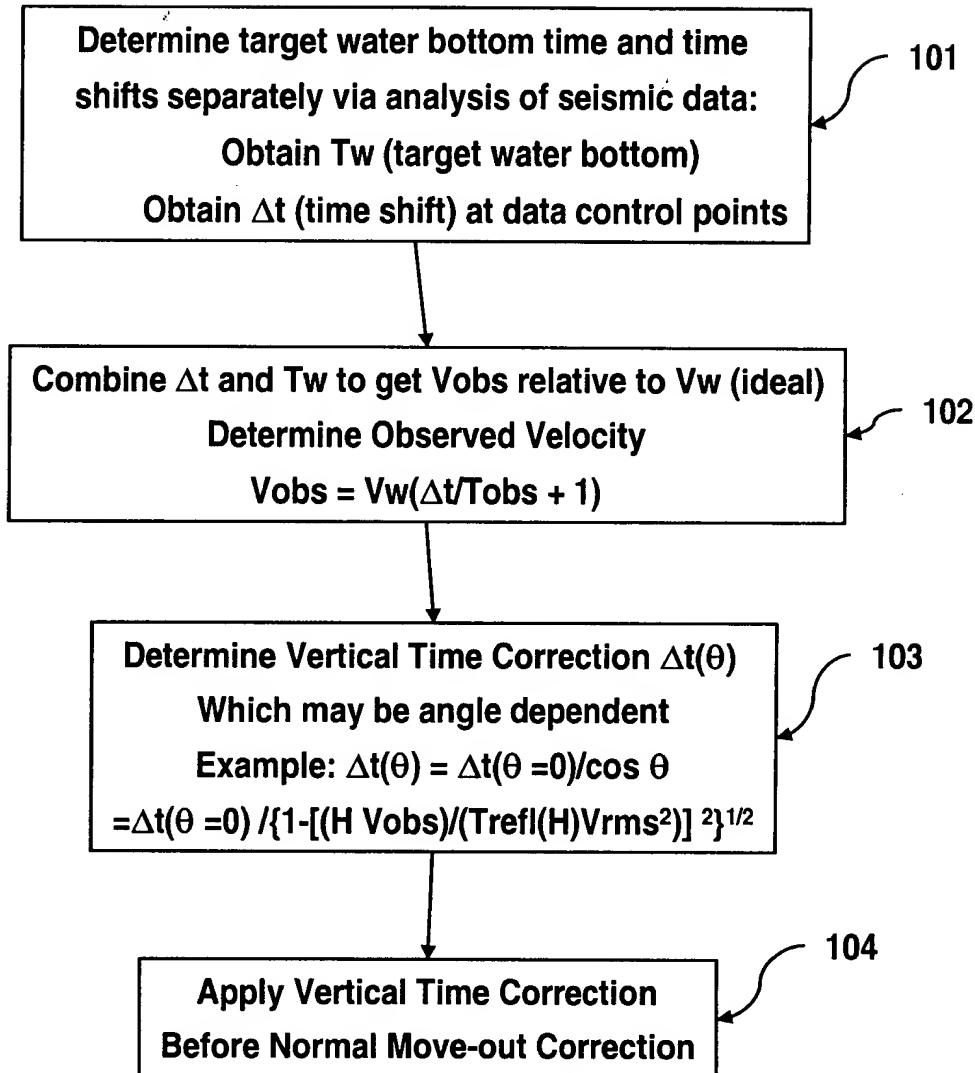 Determine target water bottom time and time
shifts separately via analysis of seismic data:
Obtain Tw (target water bottom)
Obtain Δt (time shift) at data control points
101
Combine Δt and Tw to get Vobs relative to Vw (ideal)
Determine Observed Velocity
Vobs = Vw(Δt/Tobs + 1)
102
Determine Vertical Time Correction Δt(θ)
Which may be angle dependent
Example: Δt(θ) = Δt(θ =0)/cos θ
=Δt(θ =0) /{1-[(H Vobs)/(Trefl(H)Vrms²)] ²}¹/²
103
Apply Vertical Time Correction
Before Normal Move-out Correction
104